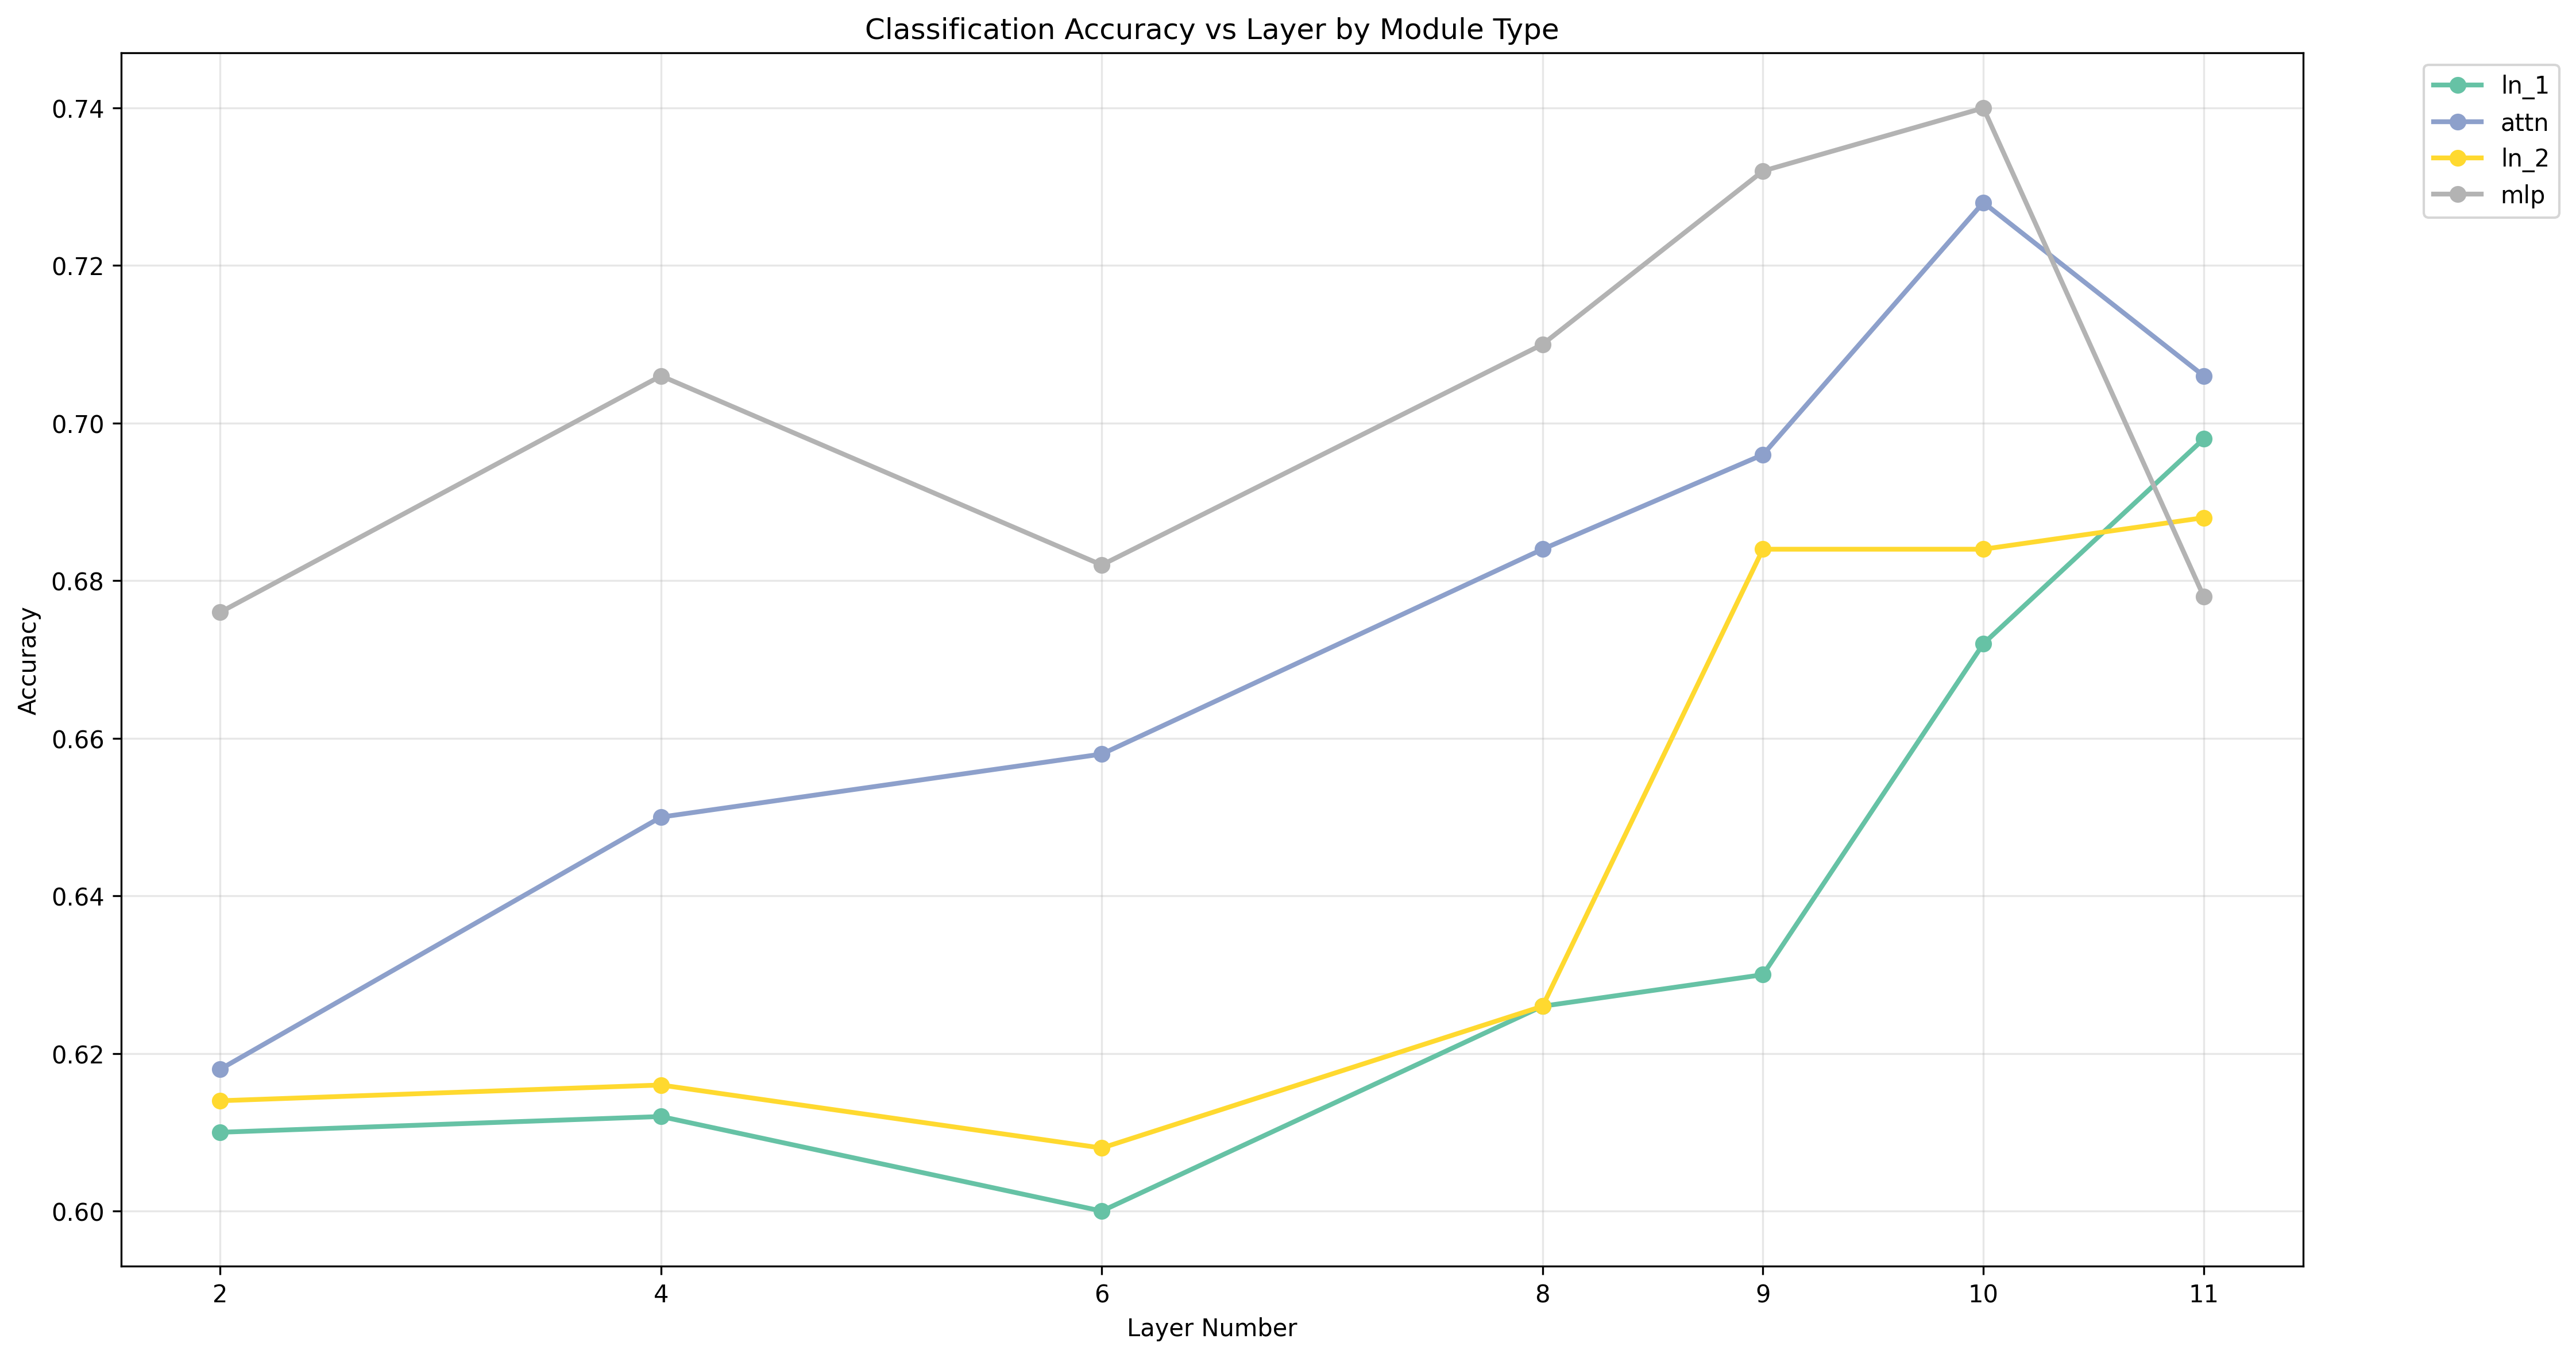 Classification Accuracy vs Layer by Module Type
ln_1
attn
ln_2
mlp
Accuracy
0.74
0.72
0.70
0.68
0.66
0.64
0.62
0.60
2 4 6 8 9 10 11
Layer Number